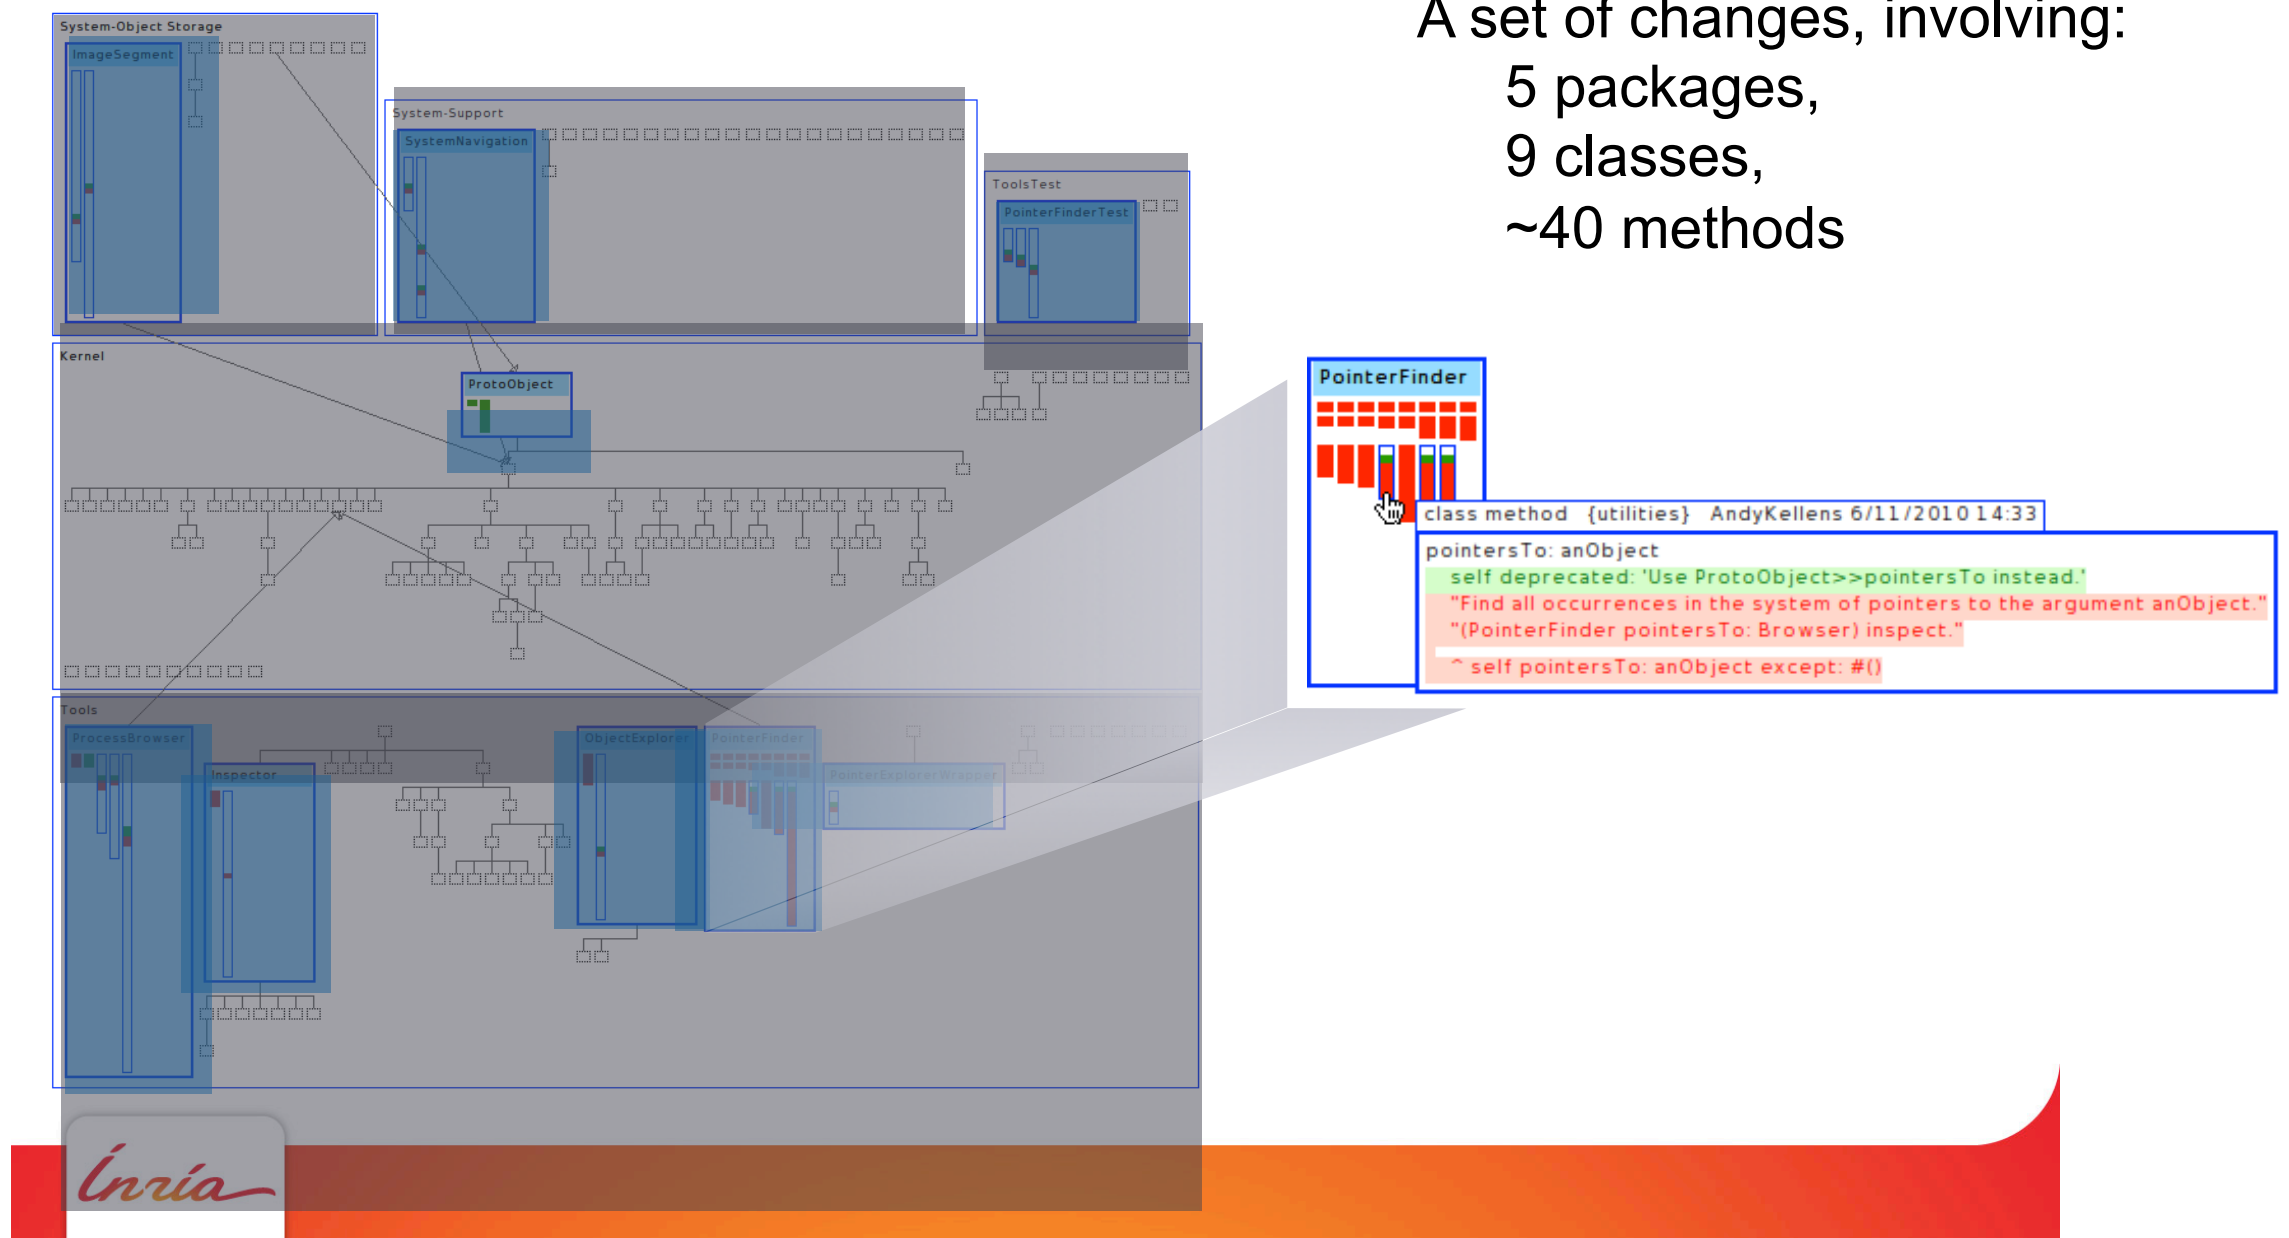 A set of changes, involving:
5 packages,
9 classes,
~40 methods
System-Object Storage
ImageSegment
System-Support
SystemNavigation
ToolsTest
PointerFinderTest
Kernel
ProtoObject
PointerFinder
class method {utilities} AndyKellens 6/11/2010 14:33
pointersTo: anObject
self deprecated: 'Use ProtoObject>>pointersTo instead.'
"Find all occurrences in the system of pointers to the argument anObject."
"(PointerFinder pointersTo: Browser) inspect."
^ self pointersTo: anObject except: #()
Tools
ProcessBrowser
Inspector
ObjectExplorer
PointerFinder
PointerExplorerWrapper
Inría